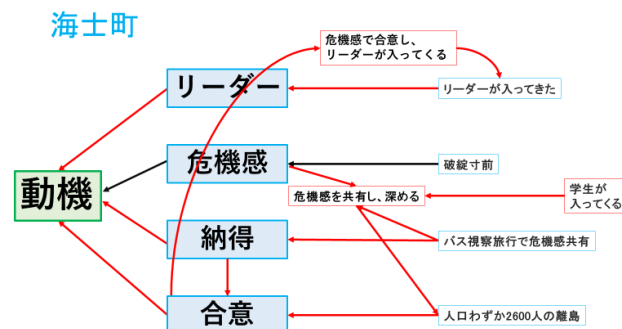 海士町
危機感で合意し、
リーダーが入ってくる
リーダー
リーダーが入ってきた
危機感
破綻寸前
動機
危機感を共有し、深める
学生が
入ってくる
納得
バス視察旅行で危機感共有
合意
人口わずか2600人の離島